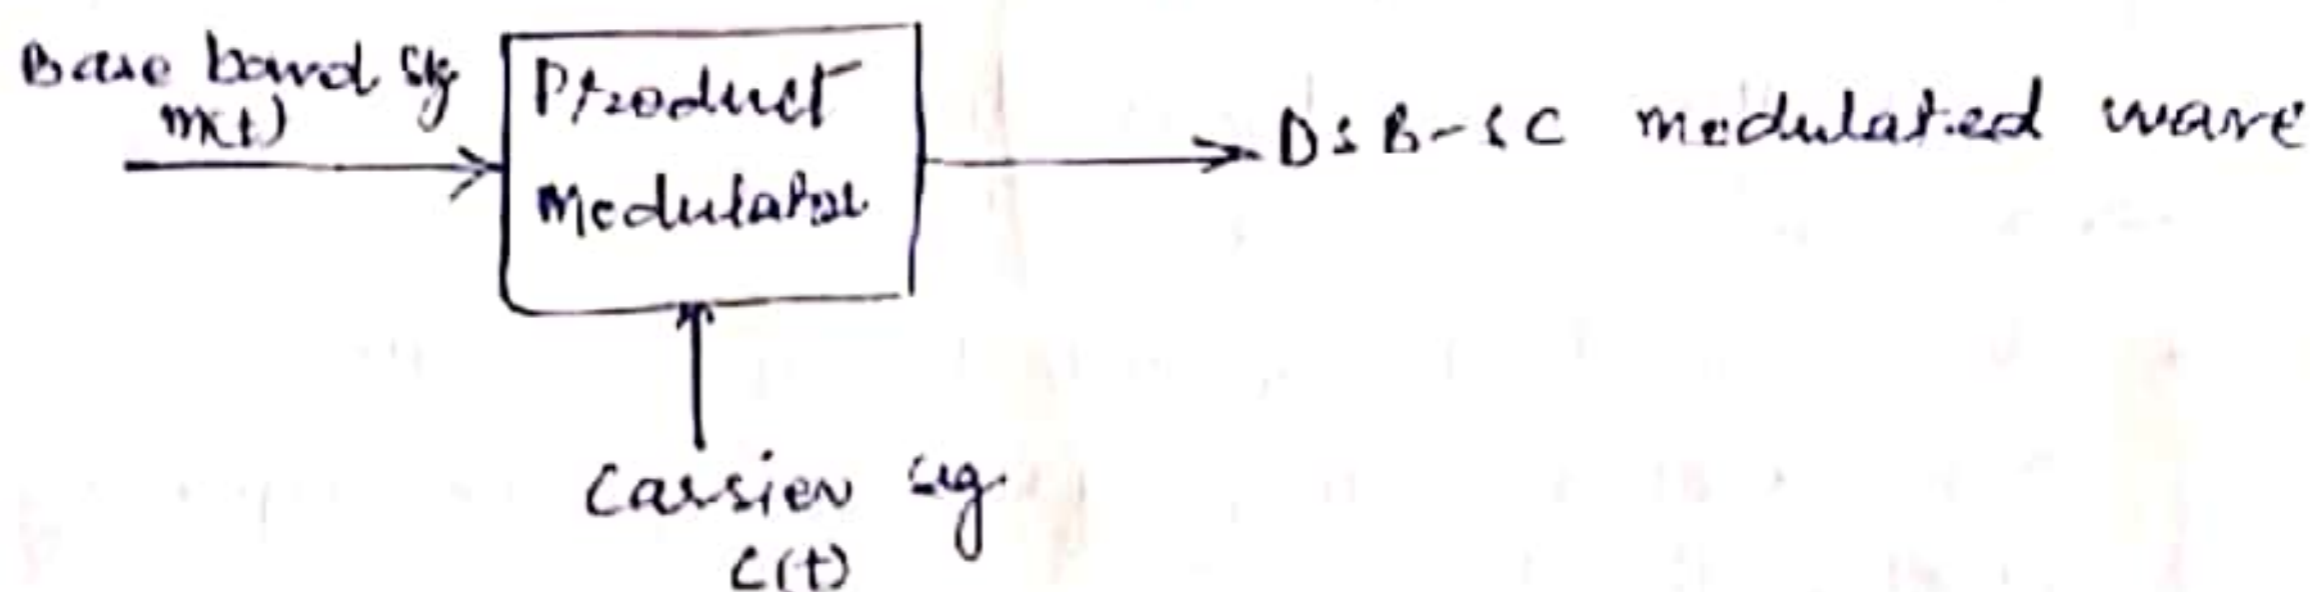 Base band sig
m(t)
Product
Modulator
DSB-SC modulated wave
Carrier sig.
c(t)